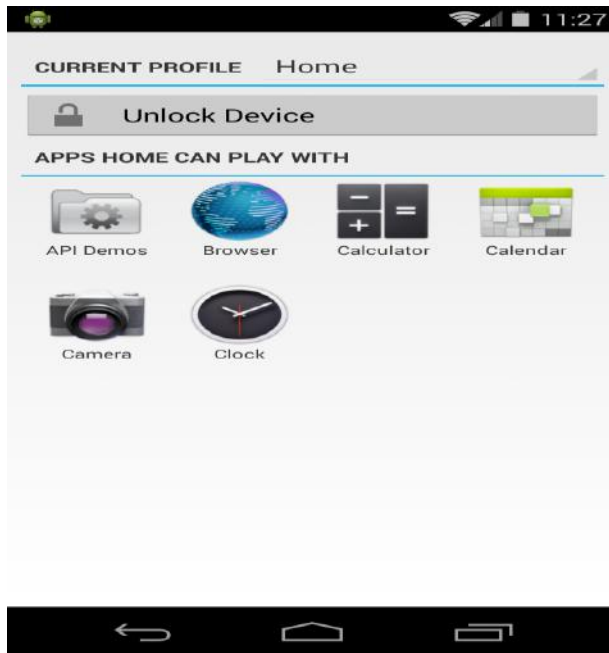 11:27
CURRENT PROFILE Home
Unlock Device
APPS HOME CAN PLAY WITH
API Demos Browser Calculator Calendar
Camera Clock